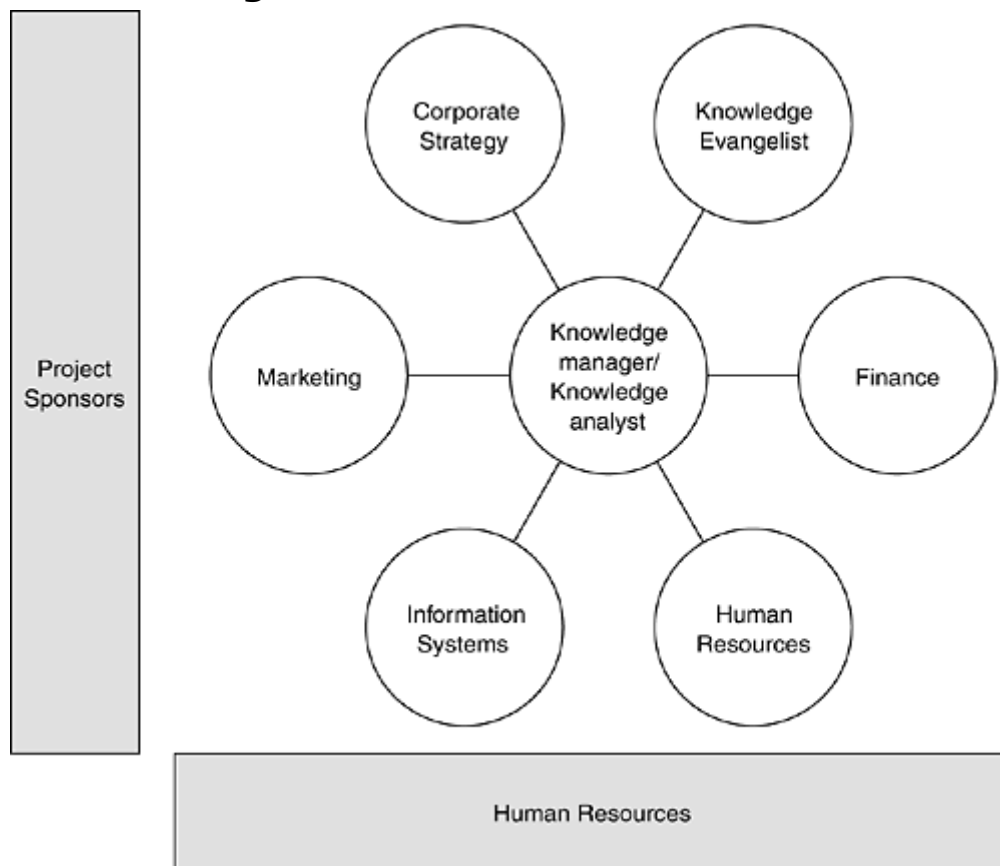 Corporate
Strategy
Knowledge
Evangelist
Project
Sponsors
Marketing
Knowledge
manager/
Knowledge
analyst
Finance
Information
Systems
Human
Resources
Human Resources